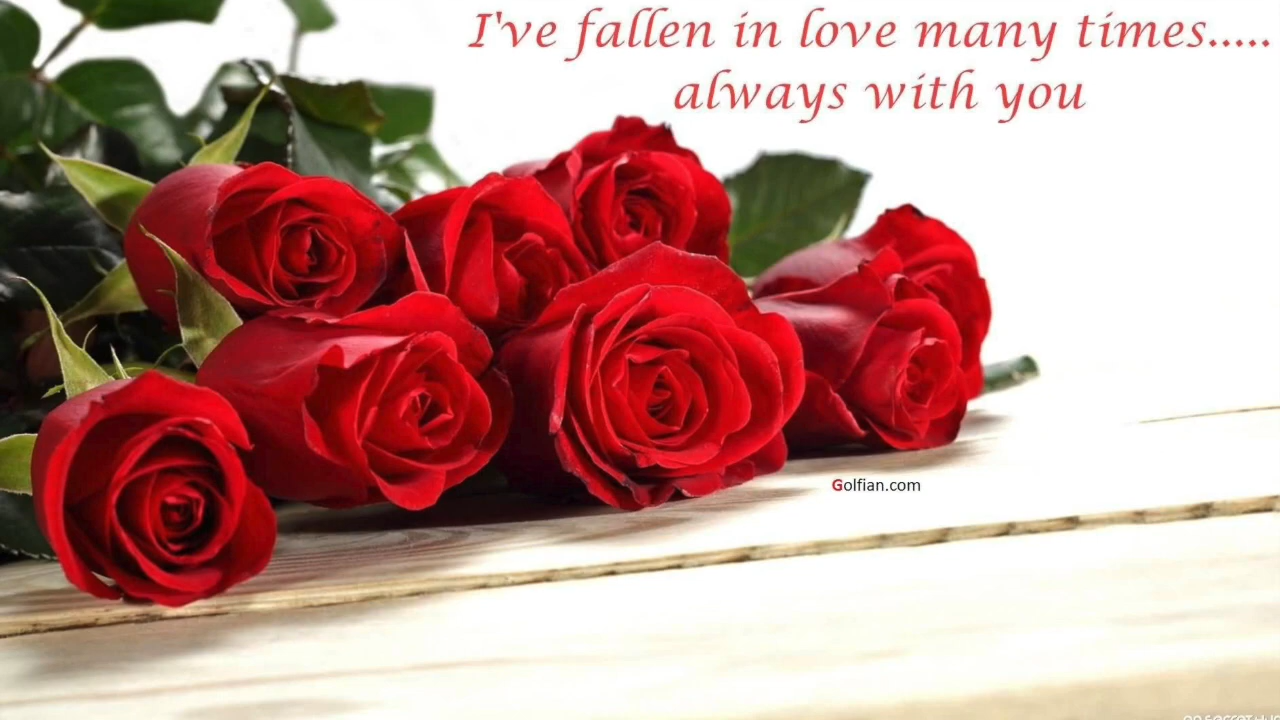 I've fallen in love many times.....
always with you
Golfian.com